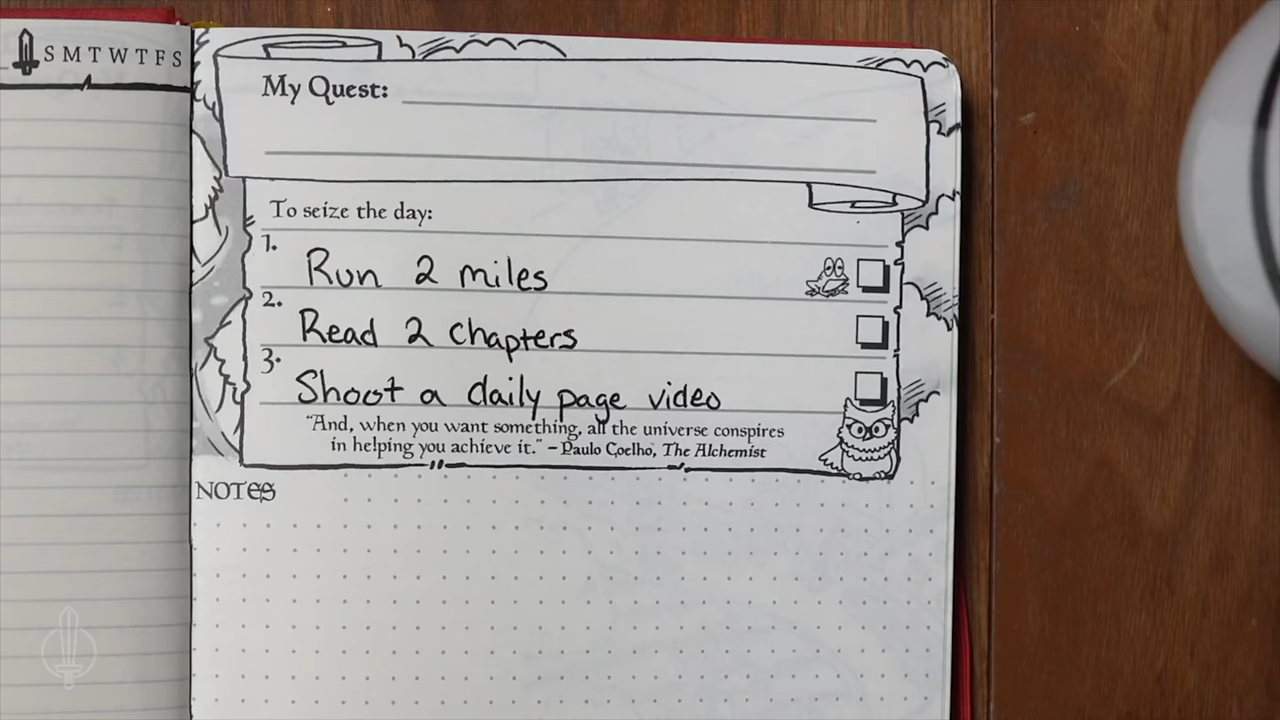 S M T W T F S
My Quest:
To seize the day:
1. Run 2 miles
2. Read 2 chapters
3. Shoot a daily page video
"And, when you want something, all the universe conspires
in helping you achieve it." – Paulo Coelho, The Alchemist
NOTES